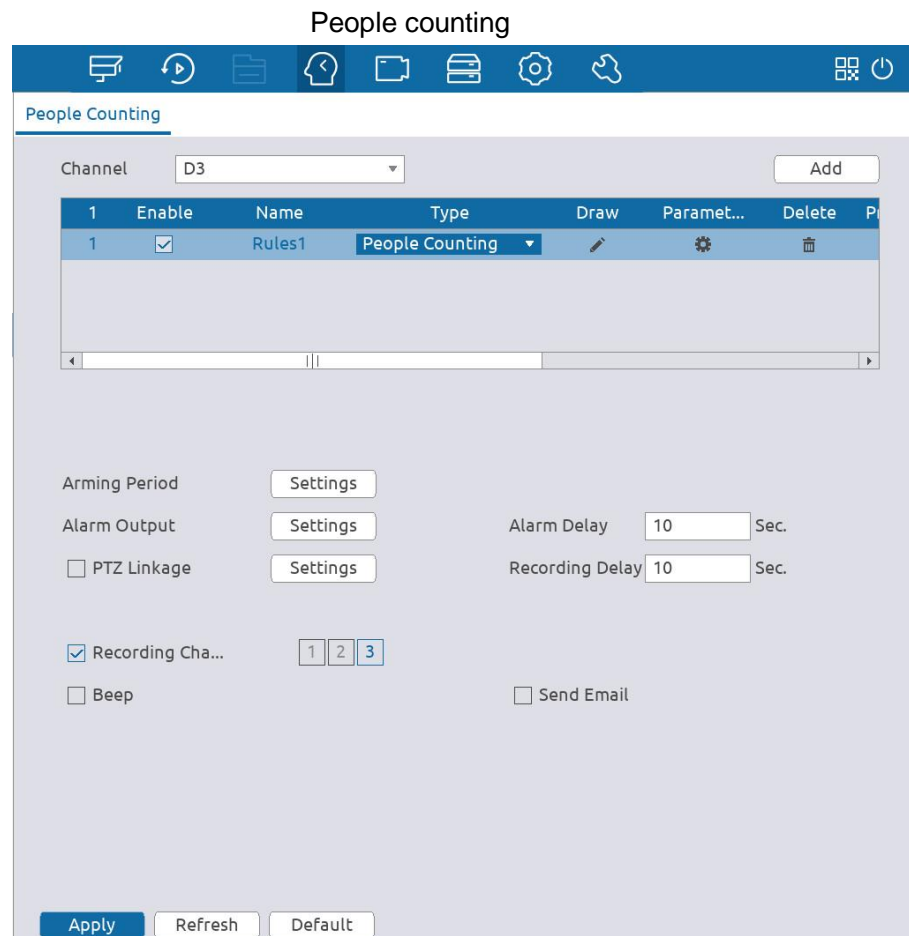 People counting
People Counting
Channel D3 Add
1 Enable Name Type Draw Paramet... Delete
1 Rules1 People Counting
Arming Period Settings
Alarm Output Settings Alarm Delay 10 Sec.
PTZ Linkage Settings Recording Delay 10 Sec.
Recording Cha... 1 2 3
Beep Send Email
Apply Refresh Default